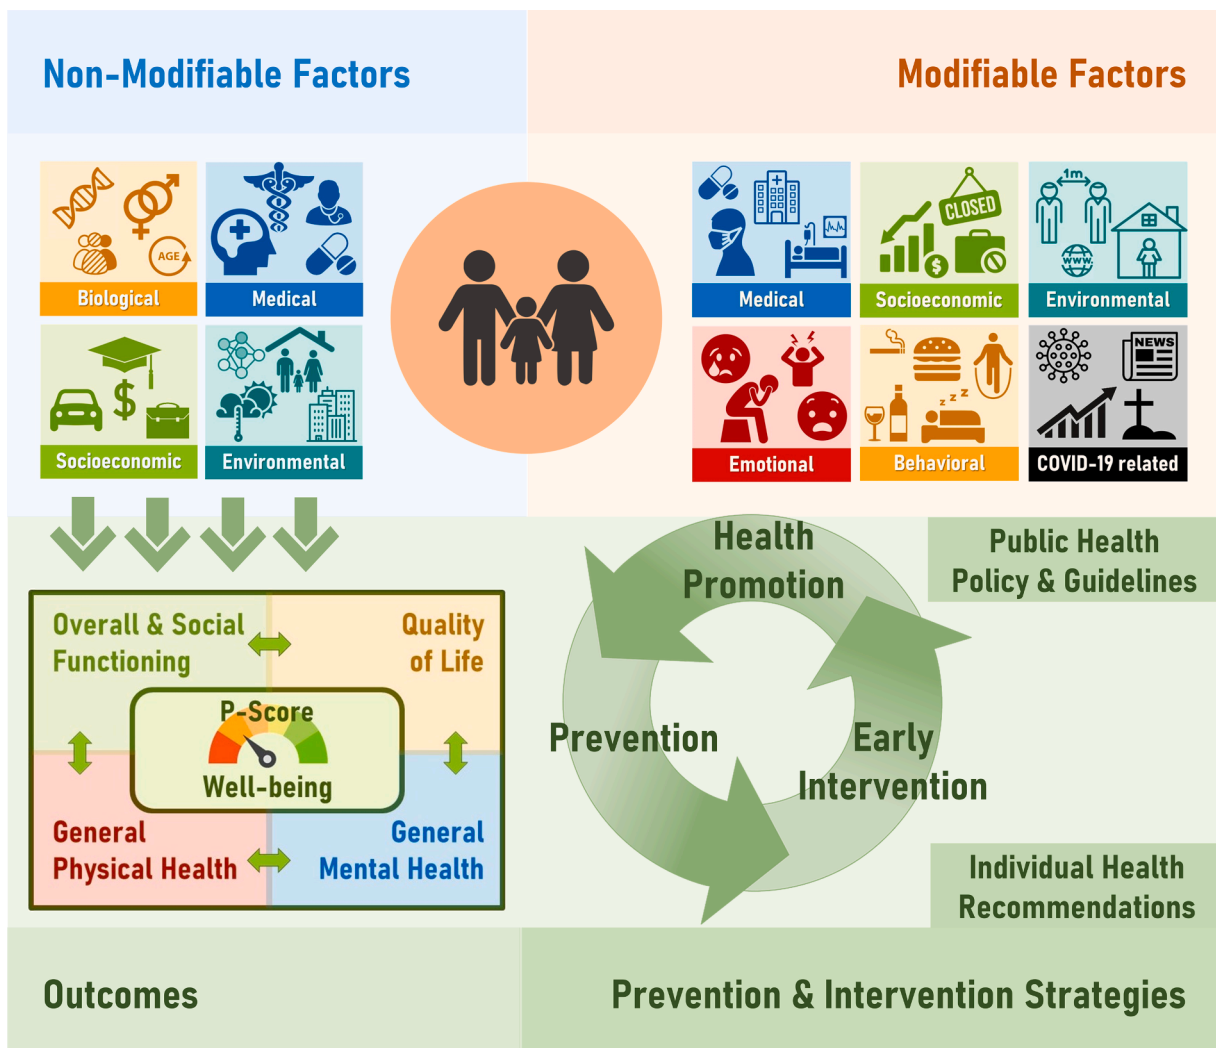 Non-Modifiable Factors
Modifiable Factors
AGE
Biological
Medical
Socioeconomic
Environmental
Medical
CLOSED
$
Socioeconomic
1m
www
Environmental
Emotional
z z z
Behavioral
NEWS
COVID-19 related
$
Overall & Social
Functioning
Quality
of Life
P-Score
Well-being
General
Physical Health
General
Mental Health
Outcomes
Health
Promotion
Prevention
Early
Intervention
Public Health
Policy & Guidelines
Individual Health
Recommendations
Prevention & Intervention Strategies